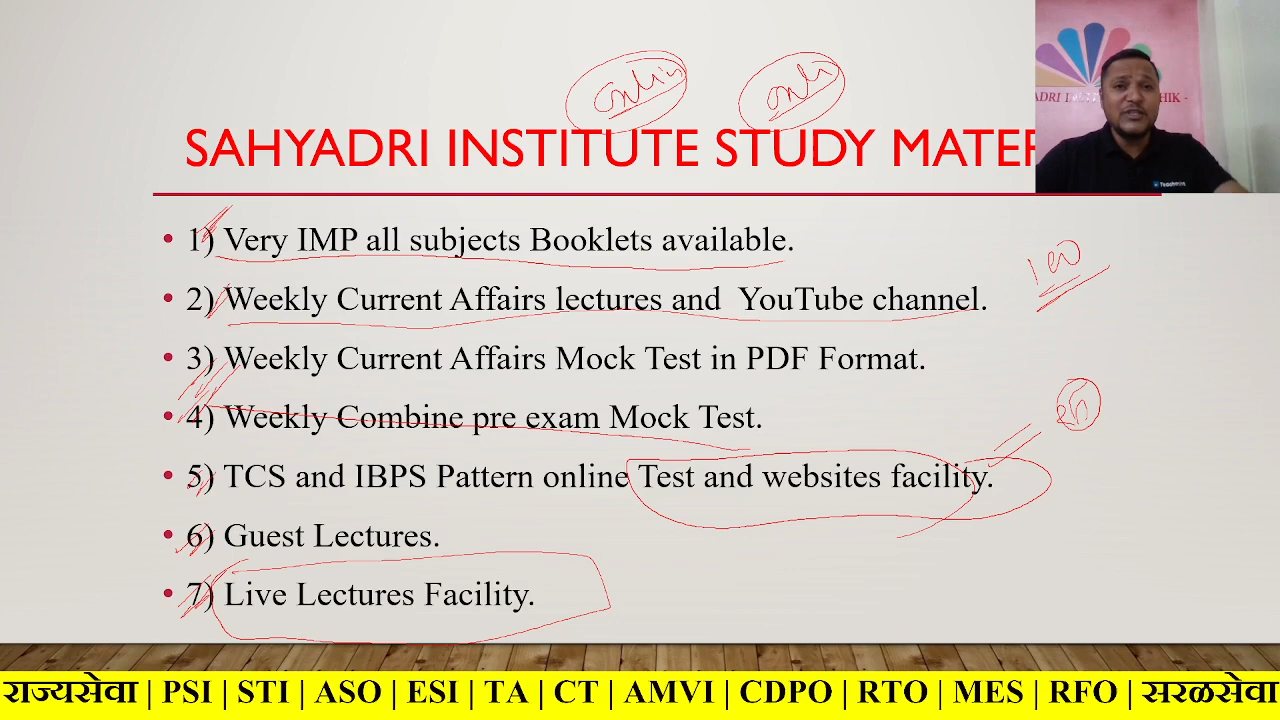 SAHYADRI INSTITUTE STUDY MATER
• 1) Very IMP all subjects Booklets available.
• 2) Weekly Current Affairs lectures and YouTube channel.
100
• 3) Weekly Current Affairs Mock Test in PDF Format.
• 4) Weekly Combine pre exam Mock Test.
• 5) TCS and IBPS Pattern online Test and websites facility.
• 6) Guest Lectures.
• 7) Live Lectures Facility.
राज्यसेवा | PSI | STI | ASO | ESI | TA | CT | AMVI | CDPO | RTO | MES | RFO | सरळसेवा